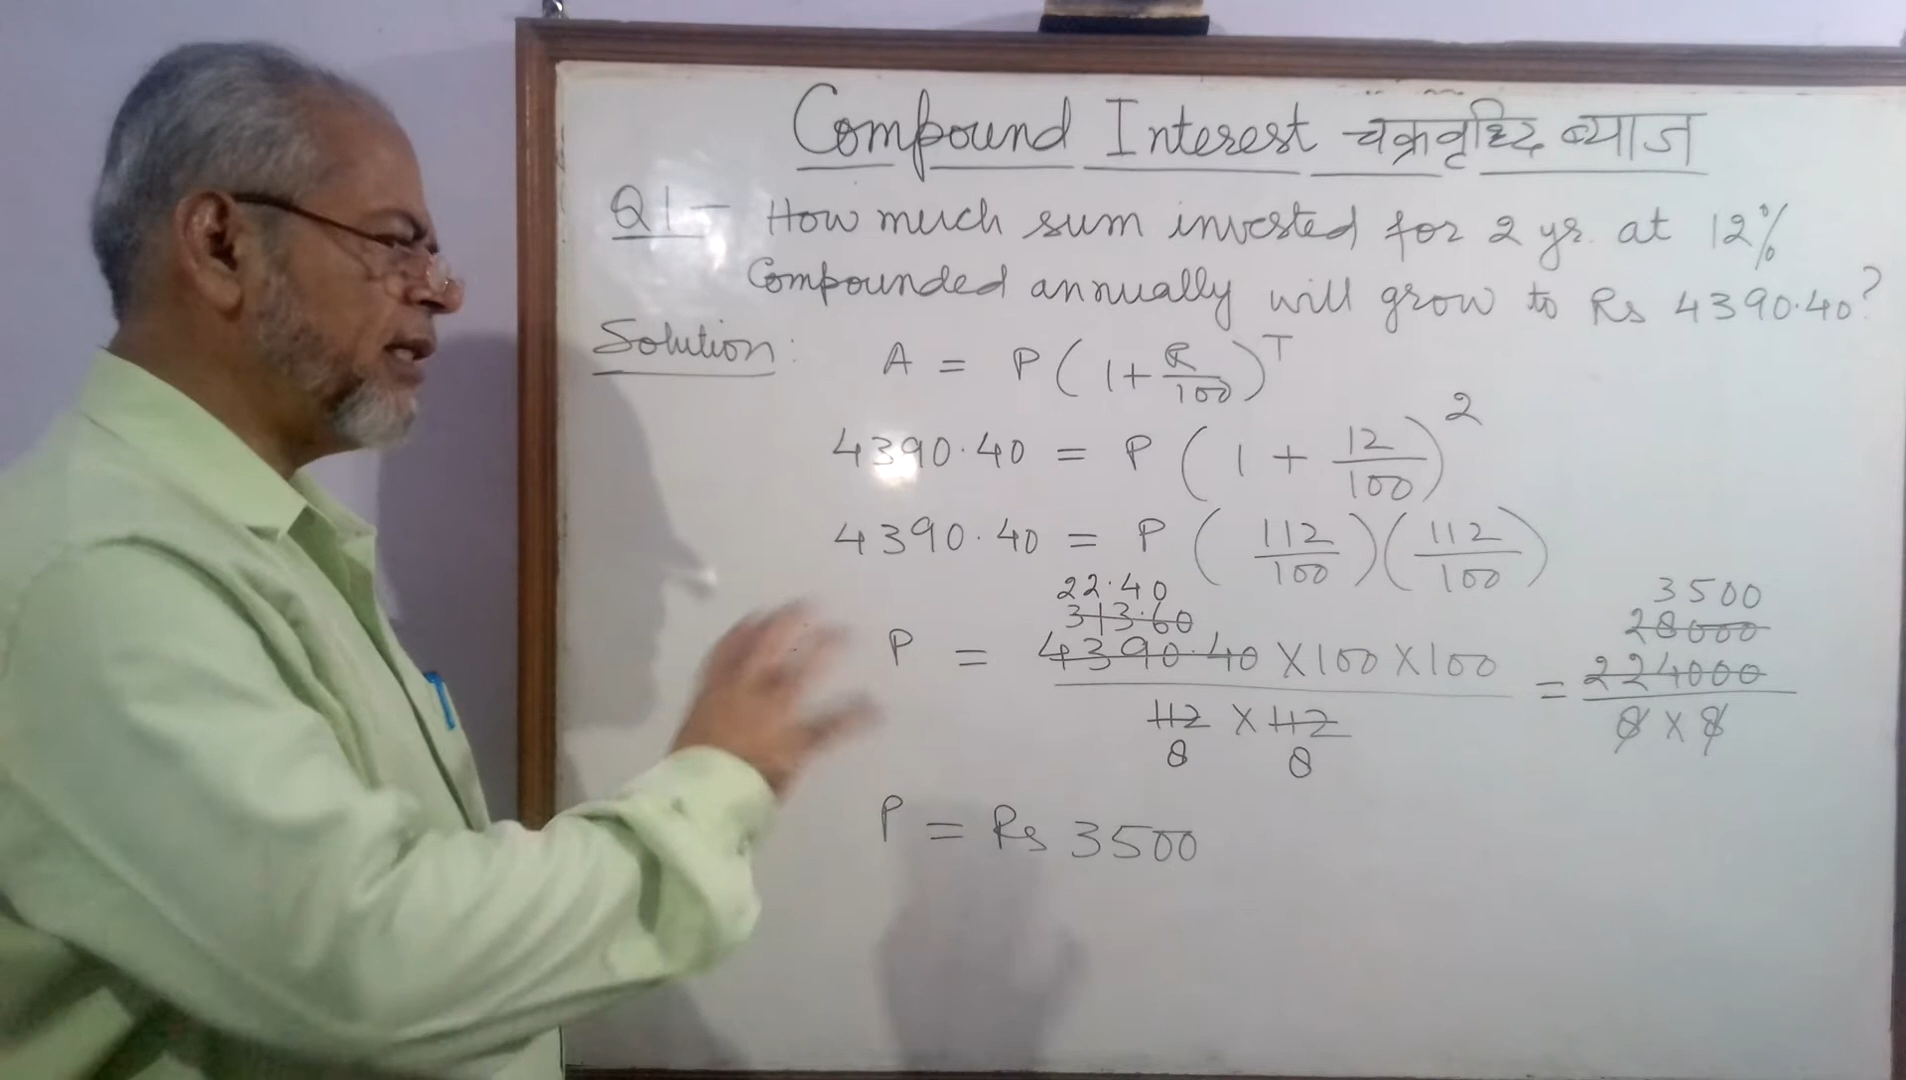 Compound Interest चक्रवृध्दि ब्याज
Q1 - How much sum invested for 2 yr. at 12%
Compounded annually will grow to Rs 4390.40?
Solution: A = P(1+R/100)^T
4390.40 = P(1 + 12/100)^2
4390.40 = P(112/100)(112/100)
22.40 3500
313.60 28000
P = 4390.40 X 100 X 100 / 112 X 112 = 224000 / 8 X 8
8 8
P = Rs 3500